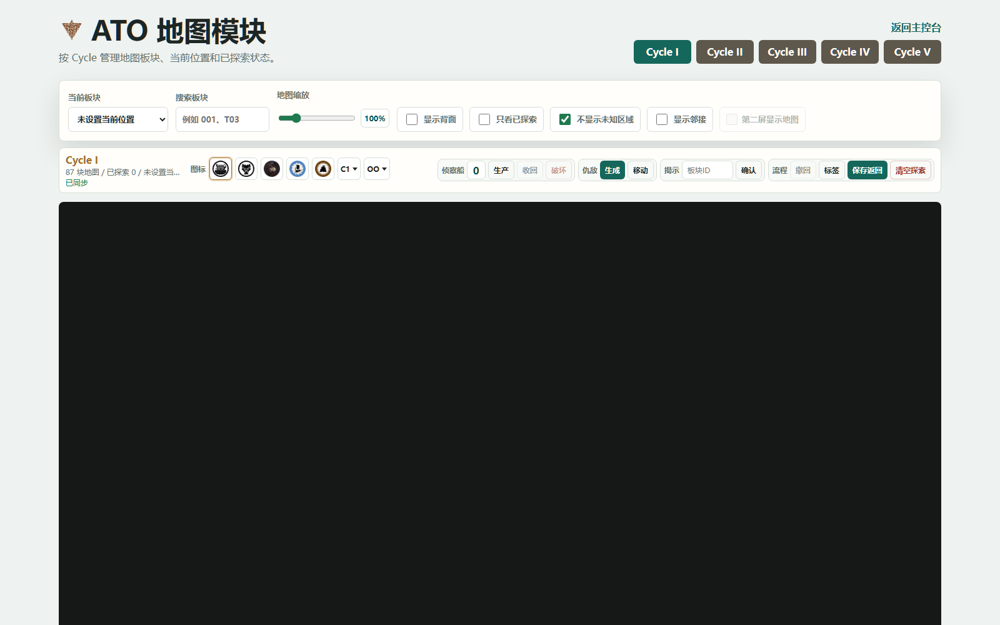 ATO 地图模块
返回主控台
Cycle I
Cycle II
Cycle III
Cycle IV
Cycle V
按 Cycle 管理地图板块、当前位置和已探索状态。
当前板块
搜索板块
地图缩放
未设置当前位置
例如 001、T03
100%
显示背面
只看已探索
不显示未知区域
显示邻接
第二屏显示地图
Cycle I
87 块地图 / 已探索 0 / 未设置当...
已同步
图标
C1
OO
侦察船
0
生产
收回
破坏
仇敌
生成
移动
揭示
板块ID
确认
流程
撤回
标签
保存返回
清空探索